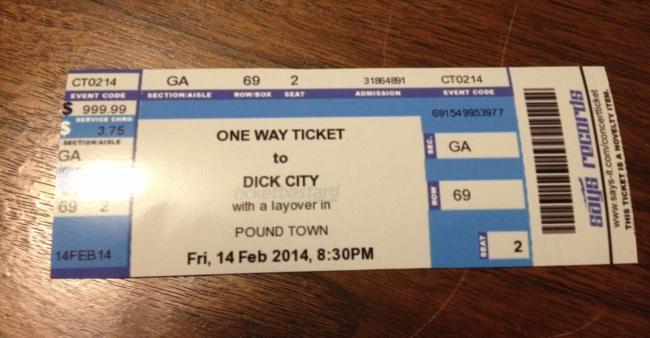 CT0214 GA 69 2 31864891 CT0214
EVENT CODE SECTION/AISLE ROW/BOX SEAT ADMISSION EVENT CODE
$ 999.99
SERVICE CHRG
$ 3.75
SECTION/AISLE
GA
69 2
14FEB14
ONE WAY TICKET
to
DICK CITY
ticketbastard
with a layover in
POUND TOWN
Fri, 14 Feb 2014, 8:30PM
691549953977
SEC. GA
ROW 69
SEAT 2
says records
www.says-it.com/concertticket
THIS TICKET IS A NOVELTY ITEM.